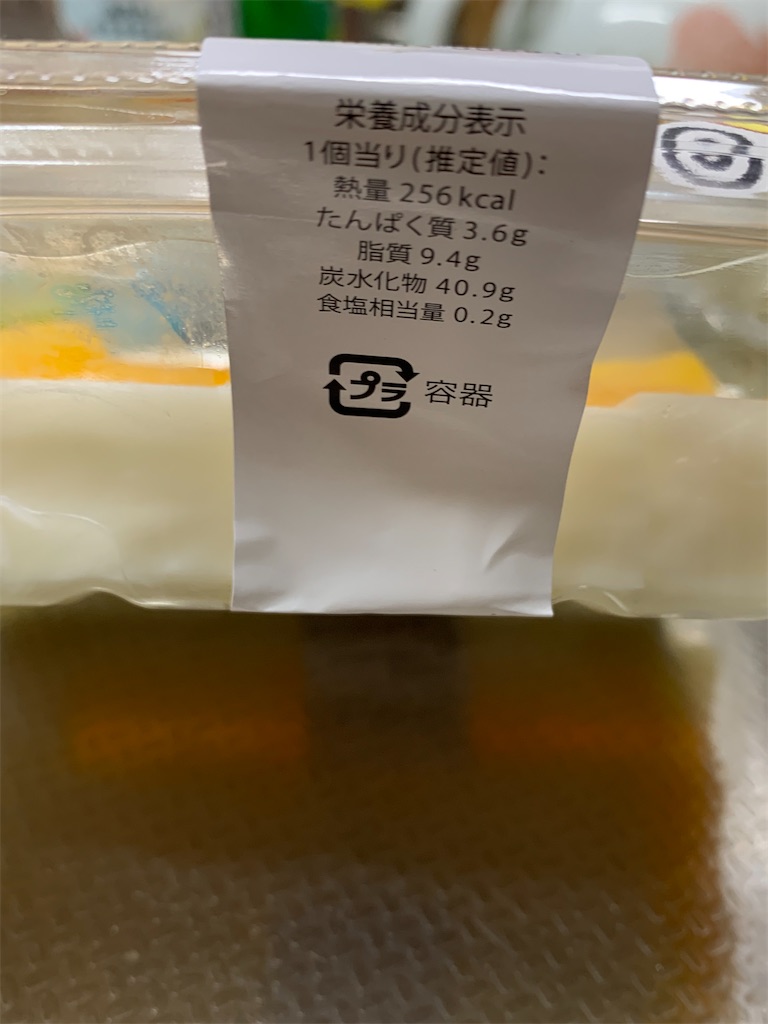 栄養成分表示
1個当り(推定値):
熱量 256kcal
たんぱく質 3.6g
脂質 9.4g
炭水化物 40.9g
食塩相当量 0.2g
プラ 容器